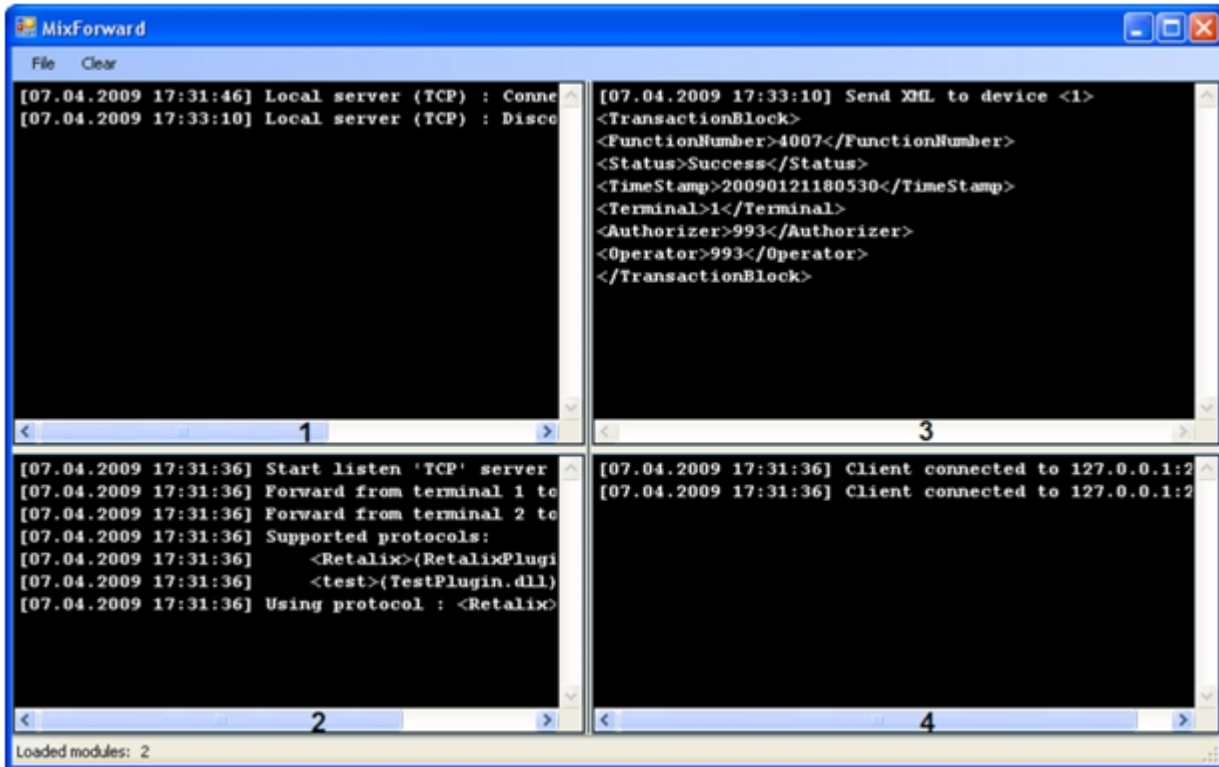 MixForward
File Clear
[07.04.2009 17:31:46] Local server (TCP) : Conne
[07.04.2009 17:33:10] Local server (TCP) : Disco
1
[07.04.2009 17:33:10] Send XML to device <1>
<TransactionBlock>
<FunctionNumber>4007</FunctionNumber>
<Status>Success</Status>
<TimeStamp>20090121180530</TimeStamp>
<Terminal>1</Terminal>
<Authorizer>993</Authorizer>
<Operator>993</Operator>
</TransactionBlock>
3
[07.04.2009 17:31:36] Start listen 'TCP' server
[07.04.2009 17:31:36] Forward from terminal 1 to
[07.04.2009 17:31:36] Forward from terminal 2 to
[07.04.2009 17:31:36] Supported protocols:
[07.04.2009 17:31:36] <Retalix>(RetalixPlugi
[07.04.2009 17:31:36] <test>(TestPlugin.dll)
[07.04.2009 17:31:36] Using protocol : <Retalix>
2
[07.04.2009 17:31:36] Client connected to 127.0.0.1:2
[07.04.2009 17:31:36] Client connected to 127.0.0.1:2
4
Loaded modules: 2